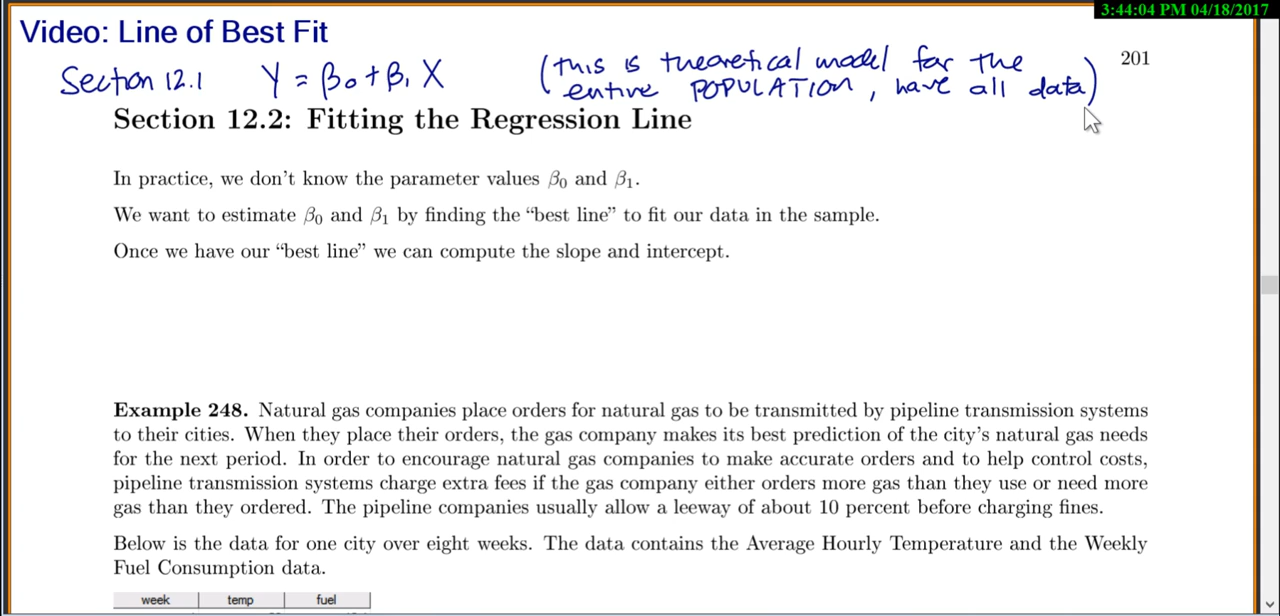 3:44:04 PM 04/18/2017
Video: Line of Best Fit
201
Section 12.1 Y = β₀ + β₁ X (this is theoretical model for the
entire POPULATION, have all data)
Section 12.2: Fitting the Regression Line
In practice, we don't know the parameter values β₀ and β₁.
We want to estimate β₀ and β₁ by finding the "best line" to fit our data in the sample.
Once we have our "best line" we can compute the slope and intercept.
Example 248. Natural gas companies place orders for natural gas to be transmitted by pipeline transmission systems
to their cities. When they place their orders, the gas company makes its best prediction of the city's natural gas needs
for the next period. In order to encourage natural gas companies to make accurate orders and to help control costs,
pipeline transmission systems charge extra fees if the gas company either orders more gas than they use or need more
gas than they ordered. The pipeline companies usually allow a leeway of about 10 percent before charging fines.
Below is the data for one city over eight weeks. The data contains the Average Hourly Temperature and the Weekly
Fuel Consumption data.
week temp fuel